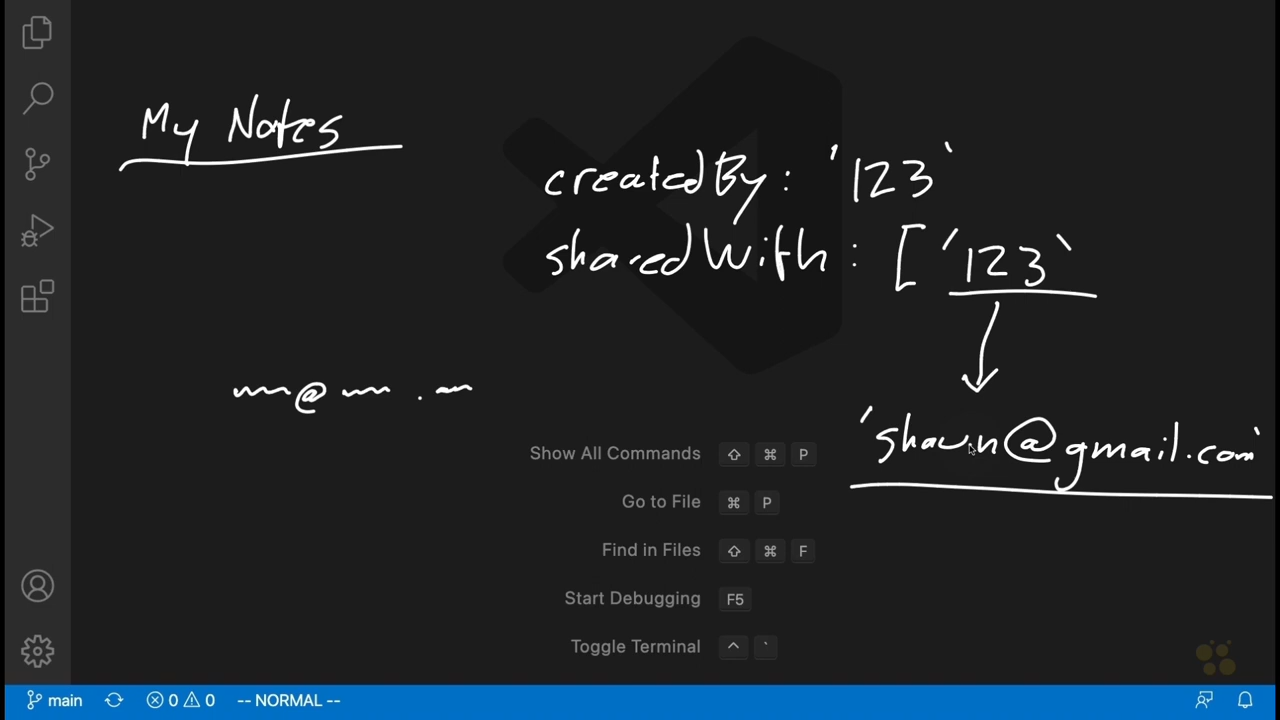 My Notes
createdBy: '123'
sharedWith: ['123'
'shawn@gmail.com'
@ .
Show All Commands ⇧ ⌘ P
Go to File ⌘ P
Find in Files ⇧ ⌘ F
Start Debugging F5
Toggle Terminal ^ `
main 0 0 -- NORMAL --